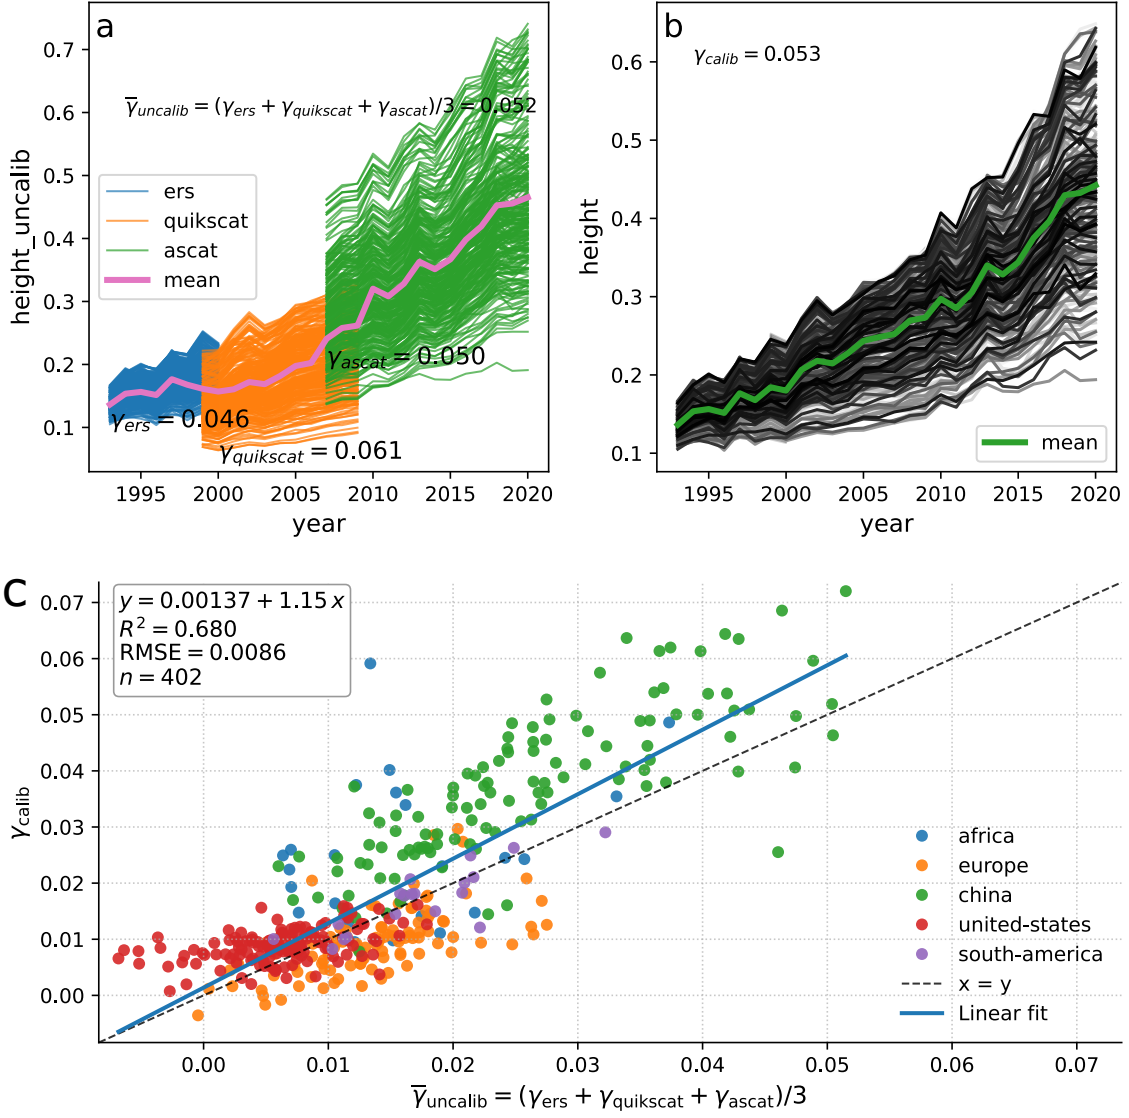 a
γ̅uncalib = (γers + γquikscat + γascat)/3 = 0.052
ers
quikscat
ascat
mean
γascat = 0.050
γers = 0.046
γquikscat = 0.061
height_uncalib
0.7
0.6
0.5
0.4
0.3
0.2
0.1
1995 2000 2005 2010 2015 2020
year
b
γcalib = 0.053
height
0.6
0.5
0.4
0.3
0.2
0.1
mean
1995 2000 2005 2010 2015 2020
year
c
y = 0.00137 + 1.15 x
R² = 0.680
RMSE = 0.0086
n = 402
γcalib
0.07
0.06
0.05
0.04
0.03
0.02
0.01
0.00
africa
europe
china
united-states
south-america
x = y
Linear fit
0.00 0.01 0.02 0.03 0.04 0.05 0.06 0.07
γ̅uncalib = (γers + γquikscat + γascat)/3